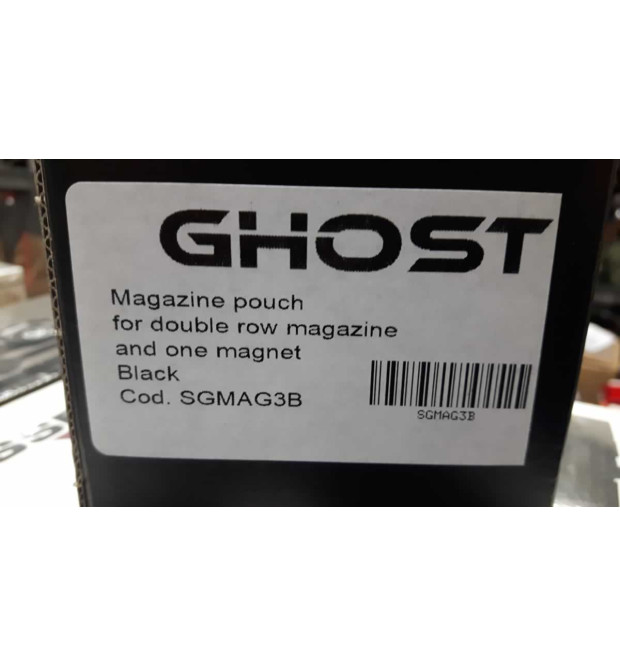 GHOST
Magazine pouch
for double row magazine
and one magnet
Black
Cod. SGMAG3B
SGMAG3B